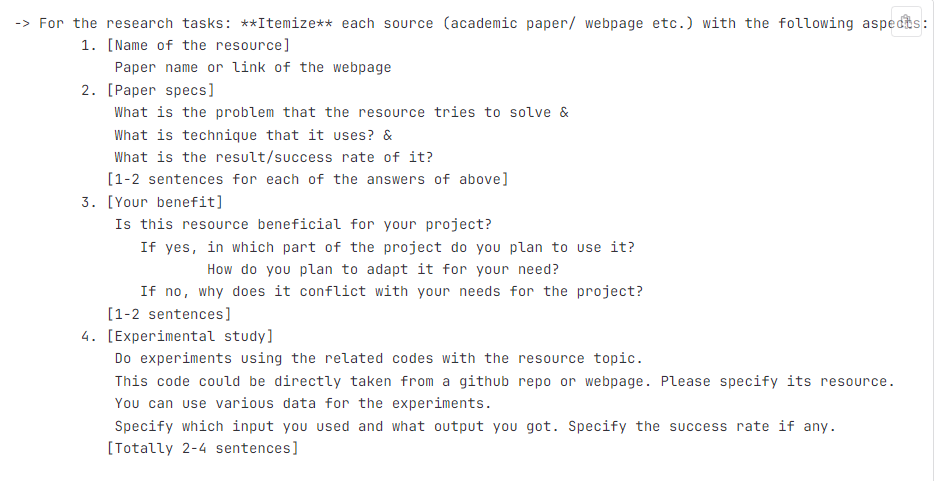 -> For the research tasks: **Itemize** each source (academic paper/ webpage etc.) with the following aspects:
1. [Name of the resource]
Paper name or link of the webpage
2. [Paper specs]
What is the problem that the resource tries to solve &
What is technique that it uses? &
What is the result/success rate of it?
[1-2 sentences for each of the answers of above]
3. [Your benefit]
Is this resource beneficial for your project?
If yes, in which part of the project do you plan to use it?
How do you plan to adapt it for your need?
If no, why does it conflict with your needs for the project?
[1-2 sentences]
4. [Experimental study]
Do experiments using the related codes with the resource topic.
This code could be directly taken from a github repo or webpage. Please specify its resource.
You can use various data for the experiments.
Specify which input you used and what output you got. Specify the success rate if any.
[Totally 2-4 sentences]